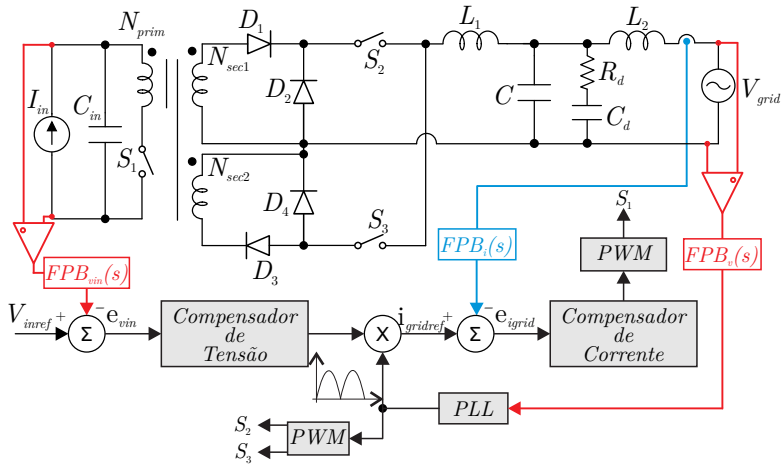 N_prim
D_1
L_1
L_2
N_sec1
S_2
I_in
C_in
D_2
C
R_d
C_d
V_grid
S_1
N_sec2
D_4
S_3
D_3
S_1
FPB_i(s)
PWM
FPB_v(s)
FPB_vin(s)
V_inref
+
−
Σ
e_vin
Compensador
de
Tensão
X
i_gridref
+
−
Σ
e_igrid
Compensador
de
Corrente
PLL
S_2
S_3
PWM